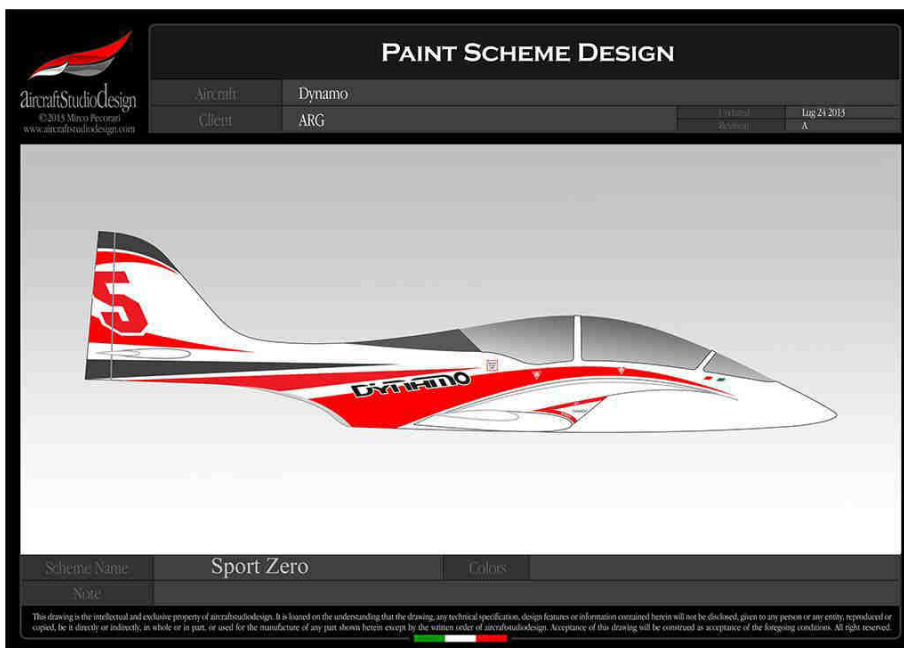 PAINT SCHEME DESIGN
aircraftStudioDesign
©2013 Mirco Pecorari
www.aircraftstudiodesign.com
Aircraft Dynamo
Client ARG
Updated Lug 24 2013
Revision A
5
DYNAMO
Scheme Name Sport Zero Colors
Note
This drawing is the intellectual and exclusive property of aircraftstudiodesign. It is loaned on the understanding that the drawing, any technical specification, design features or information contained herein will not be disclosed, given to any person or any entity, reproduced or
copied, be it directly or indirectly, in whole or in part, or used for the manufacture of any part shown herein except by the written order of aircraftstudiodesign. Acceptance of this drawing will be construed as acceptance of the foregoing conditions. All right reserved.